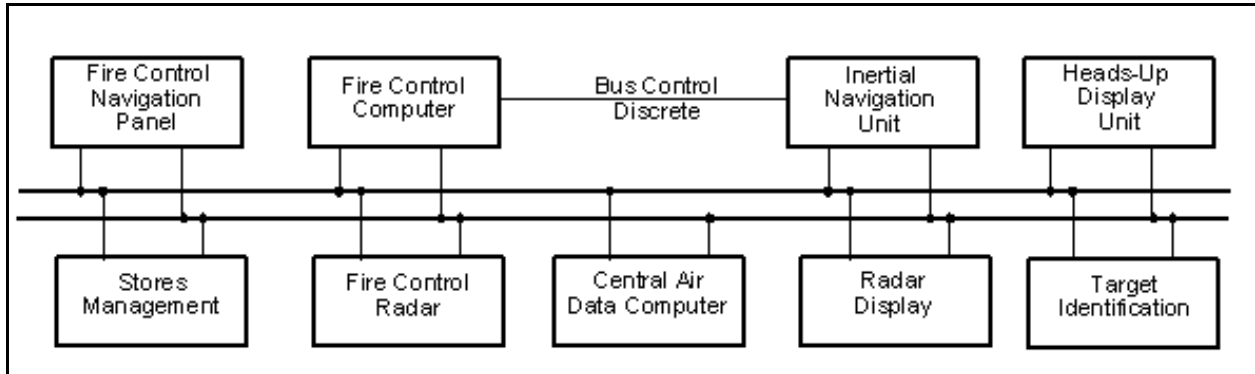 Fire Control
Navigation
Panel
Fire Control
Computer
Bus Control
Discrete
Inertial
Navigation
Unit
Heads-Up
Display
Unit
Stores
Management
Fire Control
Radar
Central Air
Data Computer
Radar
Display
Target
Identification